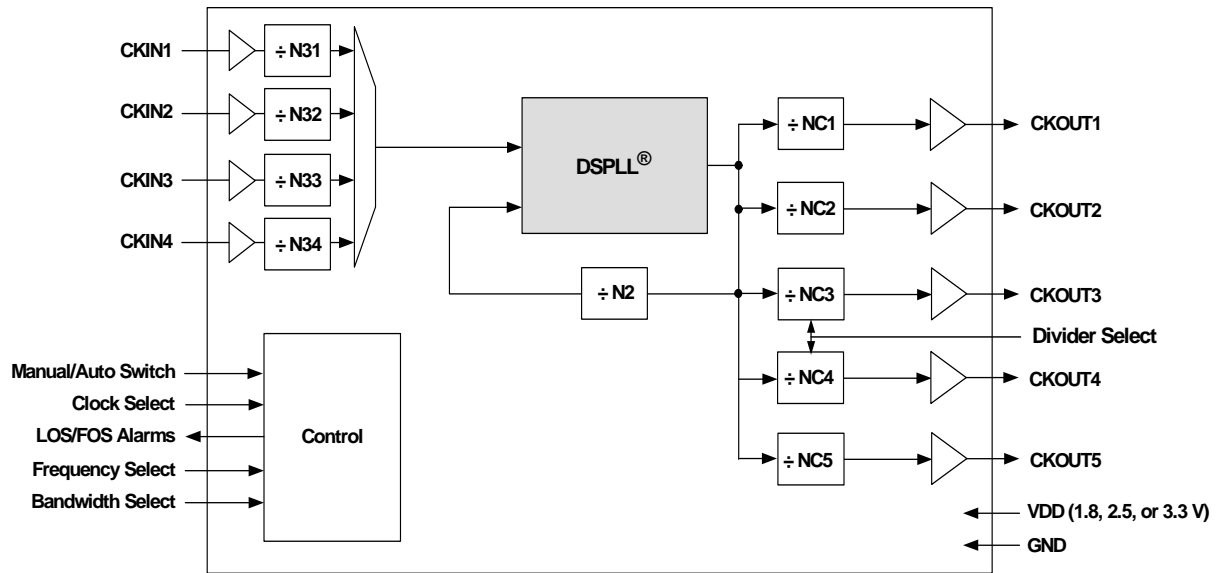 CKIN1
÷ N31
CKIN2
÷ N32
CKIN3
÷ N33
CKIN4
÷ N34
DSPLL®
÷ N2
÷ NC1
CKOUT1
÷ NC2
CKOUT2
÷ NC3
CKOUT3
Divider Select
÷ NC4
CKOUT4
÷ NC5
CKOUT5
Manual/Auto Switch
Clock Select
LOS/FOS Alarms
Frequency Select
Bandwidth Select
Control
VDD (1.8, 2.5, or 3.3 V)
GND